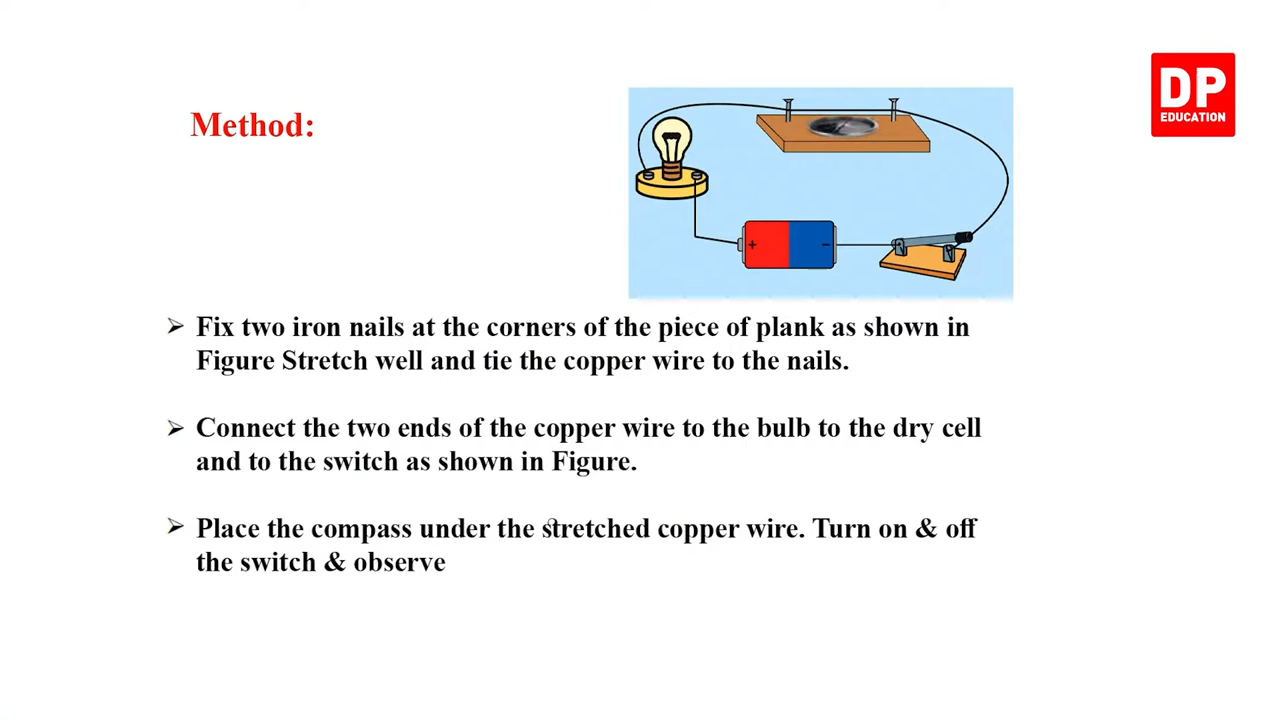 DP
EDUCATION
Method:
+ −
Fix two iron nails at the corners of the piece of plank as shown in
Figure Stretch well and tie the copper wire to the nails.
Connect the two ends of the copper wire to the bulb to the dry cell
and to the switch as shown in Figure.
Place the compass under the stretched copper wire. Turn on & off
the switch & observe